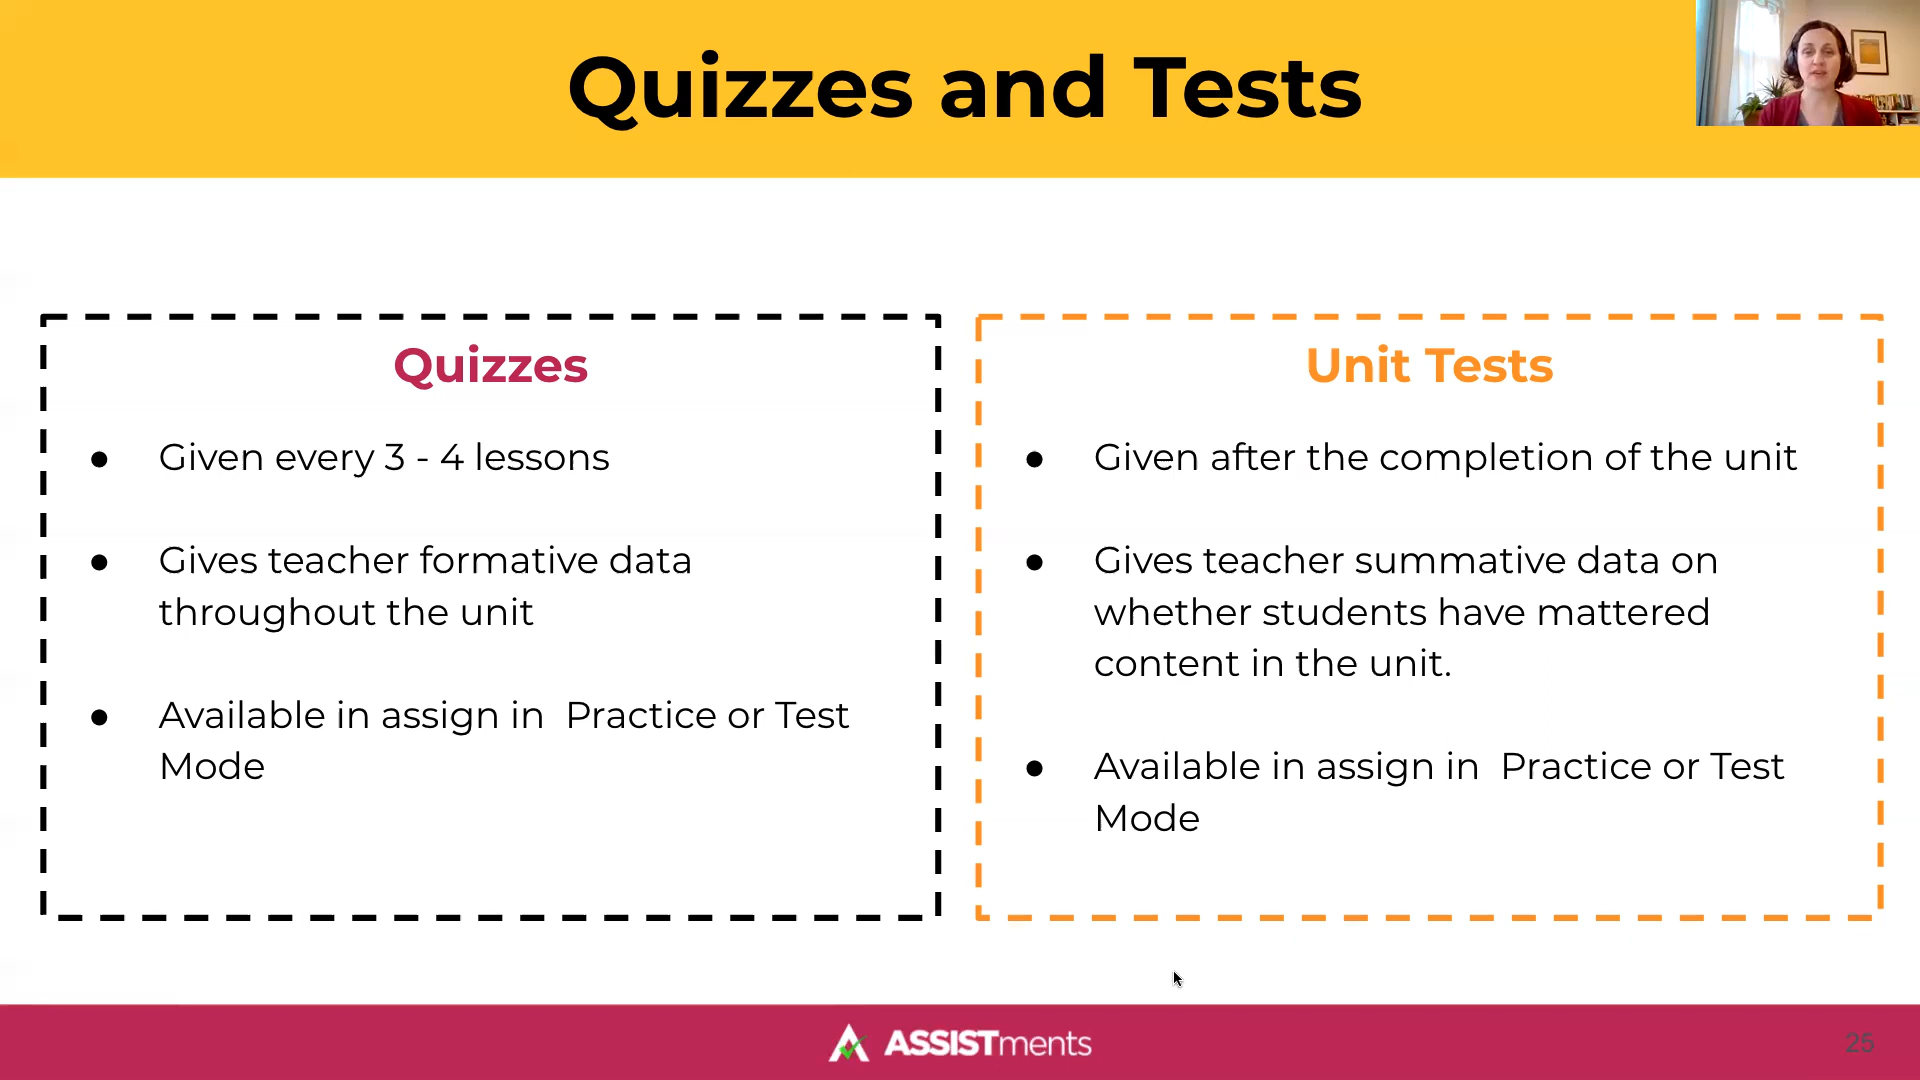 Quizzes and Tests
Quizzes
● Given every 3 - 4 lessons
● Gives teacher formative data
throughout the unit
● Available in assign in  Practice or Test
Mode
Unit Tests
● Given after the completion of the unit
● Gives teacher summative data on
whether students have mattered
content in the unit.
● Available in assign in  Practice or Test
Mode
ASSISTments
25